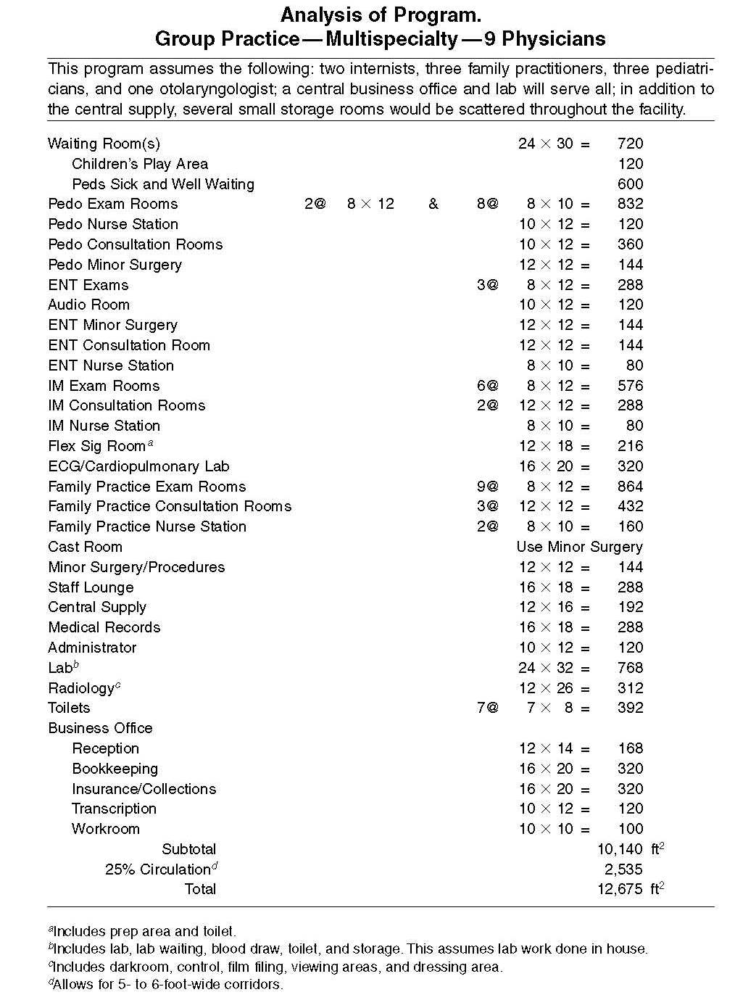 Analysis of Program.
Group Practice—Multispecialty—9 Physicians
This program assumes the following: two internists, three family practitioners, three pediatri-
cians, and one otolaryngologist; a central business office and lab will serve all; in addition to
the central supply, several small storage rooms would be scattered throughout the facility.
Waiting Room(s) 24 × 30 = 720
Children's Play Area 120
Peds Sick and Well Waiting 600
Pedo Exam Rooms 2@ 8 × 12 & 8@ 8 × 10 = 832
Pedo Nurse Station 10 × 12 = 120
Pedo Consultation Rooms 10 × 12 = 360
Pedo Minor Surgery 12 × 12 = 144
ENT Exams 3@ 8 × 12 = 288
Audio Room 10 × 12 = 120
ENT Minor Surgery 12 × 12 = 144
ENT Consultation Room 12 × 12 = 144
ENT Nurse Station 8 × 10 = 80
IM Exam Rooms 6@ 8 × 12 = 576
IM Consultation Rooms 2@ 12 × 12 = 288
IM Nurse Station 8 × 10 = 80
Flex Sig Room a 12 × 18 = 216
ECG/Cardiopulmonary Lab 16 × 20 = 320
Family Practice Exam Rooms 9@ 8 × 12 = 864
Family Practice Consultation Rooms 3@ 12 × 12 = 432
Family Practice Nurse Station 2@ 8 × 10 = 160
Cast Room Use Minor Surgery
Minor Surgery/Procedures 12 × 12 = 144
Staff Lounge 16 × 18 = 288
Central Supply 12 × 16 = 192
Medical Records 16 × 18 = 288
Administrator 10 × 12 = 120
Lab b 24 × 32 = 768
Radiology c 12 × 26 = 312
Toilets 7@ 7 × 8 = 392
Business Office
Reception 12 × 14 = 168
Bookkeeping 16 × 20 = 320
Insurance/Collections 16 × 20 = 320
Transcription 10 × 12 = 120
Workroom 10 × 10 = 100
Subtotal 10,140 ft²
25% Circulation d 2,535
Total 12,675 ft²
a Includes prep area and toilet.
b Includes lab, lab waiting, blood draw, toilet, and storage. This assumes lab work done in house.
c Includes darkroom, control, film filing, viewing areas, and dressing area.
d Allows for 5- to 6-foot-wide corridors.